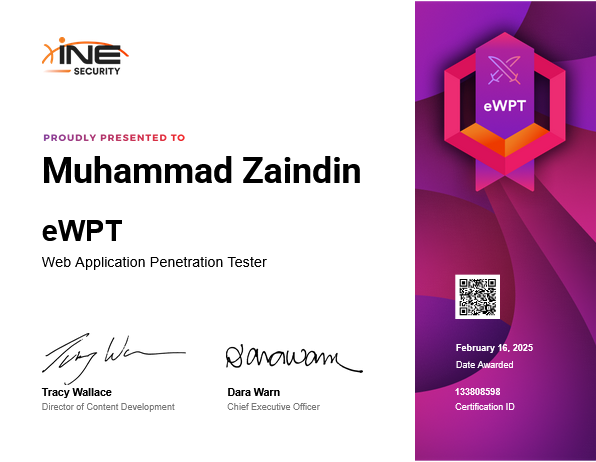 INE
SECURITY
PROUDLY PRESENTED TO
Muhammad Zaindin
eWPT
Web Application Penetration Tester
Tracy Wallace
Director of Content Development
Dara Warn
Chief Executive Officer
eWPT
February 16, 2025
Date Awarded
133808598
Certification ID